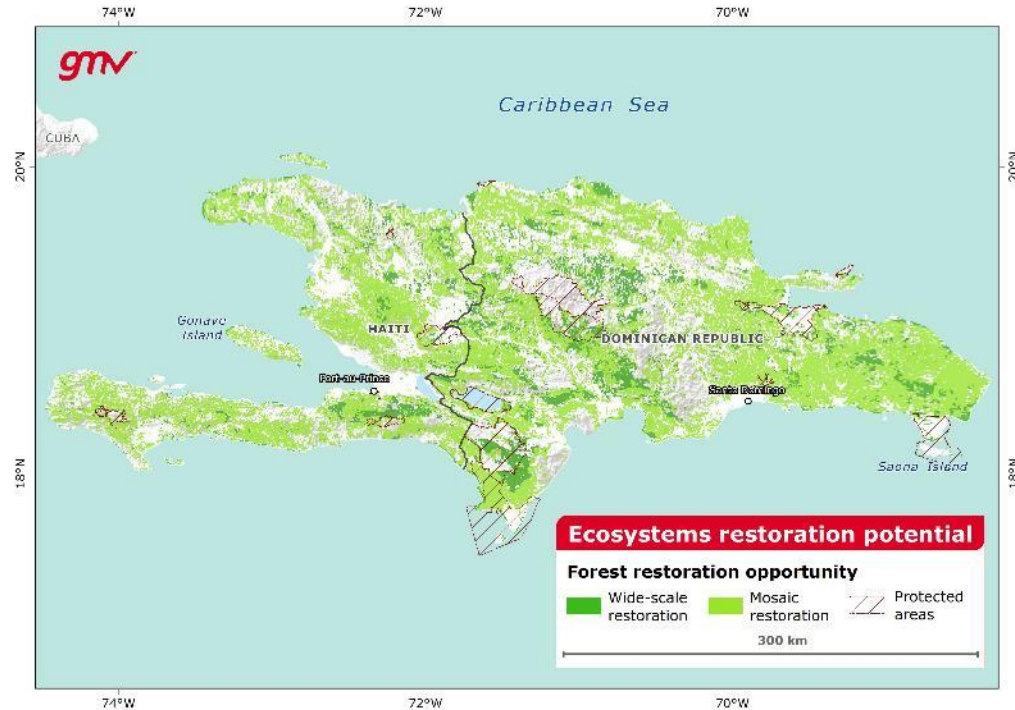 74°W 72°W 70°W
gmv
Caribbean Sea
CUBA
20°N 20°N
Gonave
Island
HAITI
DOMINICAN REPUBLIC
Port-au-Prince
Santo Domingo
18°N 18°N
Saona Island
Ecosystems restoration potential
Forest restoration opportunity
Wide-scale
restoration
Mosaic
restoration
Protected
areas
300 km
74°W 72°W 70°W